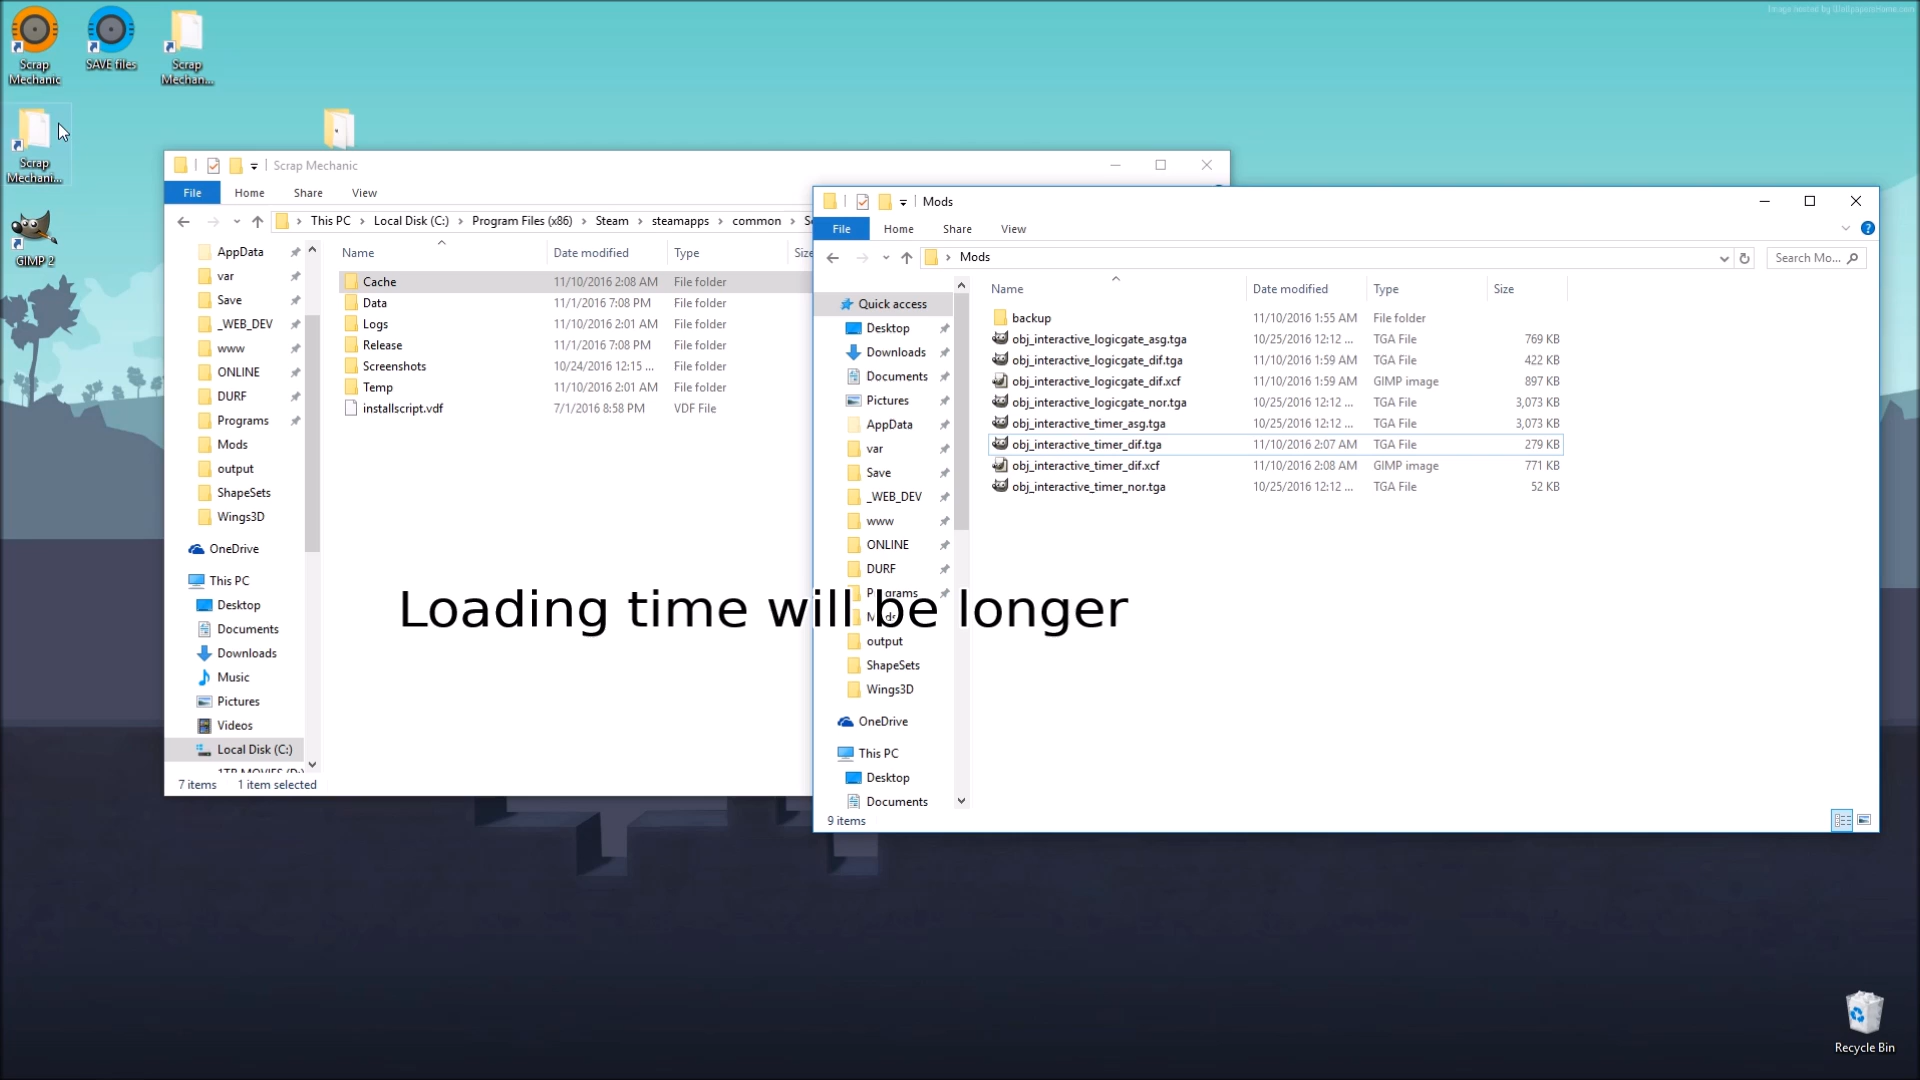 Image hosted by WallpapersHome.com
Scrap Mechanic
SAVE files
Scrap Mechan...
Scrap Mechani...
GIMP 2
Scrap Mechanic
File Home Share View
This PC Local Disk (C:) Program Files (x86) Steam steamapps common
Name Date modified Type Size
AppData
var
Save
_WEB_DEV
www
ONLINE
DURF
Programs
Mods
output
ShapeSets
Wings3D
OneDrive
This PC
Desktop
Documents
Downloads
Music
Pictures
Videos
Local Disk (C:)
1TB MOVIES (D:)
Cache 11/10/2016 2:08 AM File folder
Data 11/1/2016 7:08 PM File folder
Logs 11/10/2016 2:01 AM File folder
Release 11/1/2016 7:08 PM File folder
Screenshots 10/24/2016 12:15 ... File folder
Temp 11/10/2016 2:01 AM File folder
installscript.vdf 7/1/2016 8:58 PM VDF File
7 items 1 item selected
Mods
File Home Share View
Mods
Search Mo...
Name Date modified Type Size
Quick access
Desktop
Downloads
Documents
Pictures
AppData
var
Save
_WEB_DEV
www
ONLINE
DURF
Programs
Mods
output
ShapeSets
Wings3D
OneDrive
This PC
Desktop
Documents
backup 11/10/2016 1:55 AM File folder
obj_interactive_logicgate_asg.tga 10/25/2016 12:12 ... TGA File 769 KB
obj_interactive_logicgate_dif.tga 11/10/2016 1:59 AM TGA File 422 KB
obj_interactive_logicgate_dif.xcf 11/10/2016 1:59 AM GIMP image 897 KB
obj_interactive_logicgate_nor.tga 10/25/2016 12:12 ... TGA File 3,073 KB
obj_interactive_timer_asg.tga 10/25/2016 12:12 ... TGA File 3,073 KB
obj_interactive_timer_dif.tga 11/10/2016 2:07 AM TGA File 279 KB
obj_interactive_timer_dif.xcf 11/10/2016 2:08 AM GIMP image 771 KB
obj_interactive_timer_nor.tga 10/25/2016 12:12 ... TGA File 52 KB
9 items
Loading time will be longer
Recycle Bin